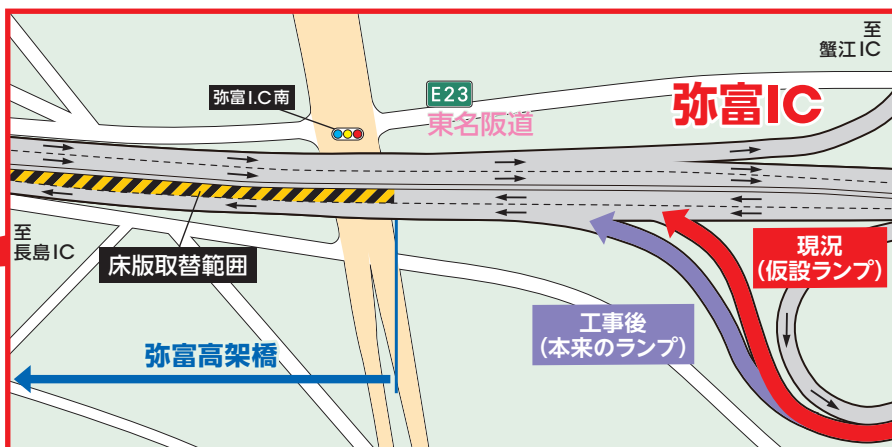 至
蟹江IC
弥富I.C南
E23
東名阪道
弥富IC
至
長島IC
床版取替範囲
現況
(仮設ランプ)
工事後
(本来のランプ)
弥富高架橋